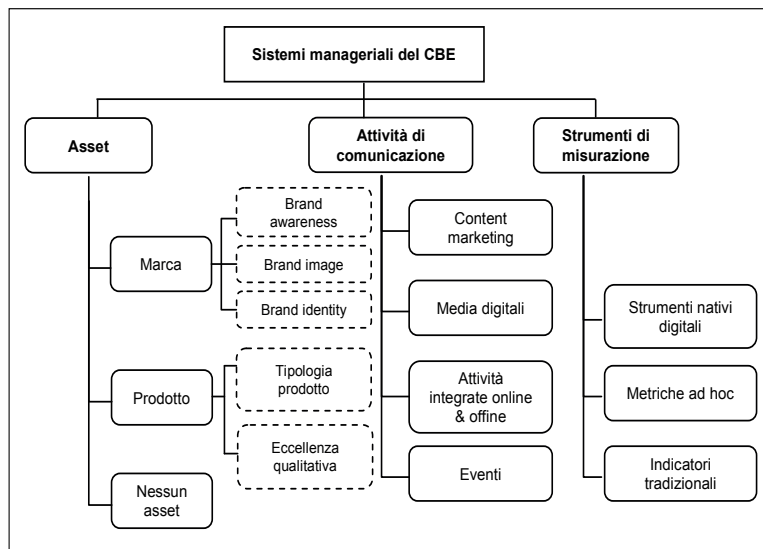 Sistemi manageriali del CBE
Asset
Attività di
comunicazione
Strumenti di
misurazione
Marca
Brand
awareness
Brand image
Brand identity
Prodotto
Tipologia
prodotto
Eccellenza
qualitativa
Nessun
asset
Content
marketing
Media digitali
Attività
integrate online
& offine
Eventi
Strumenti nativi
digitali
Metriche ad hoc
Indicatori
tradizionali